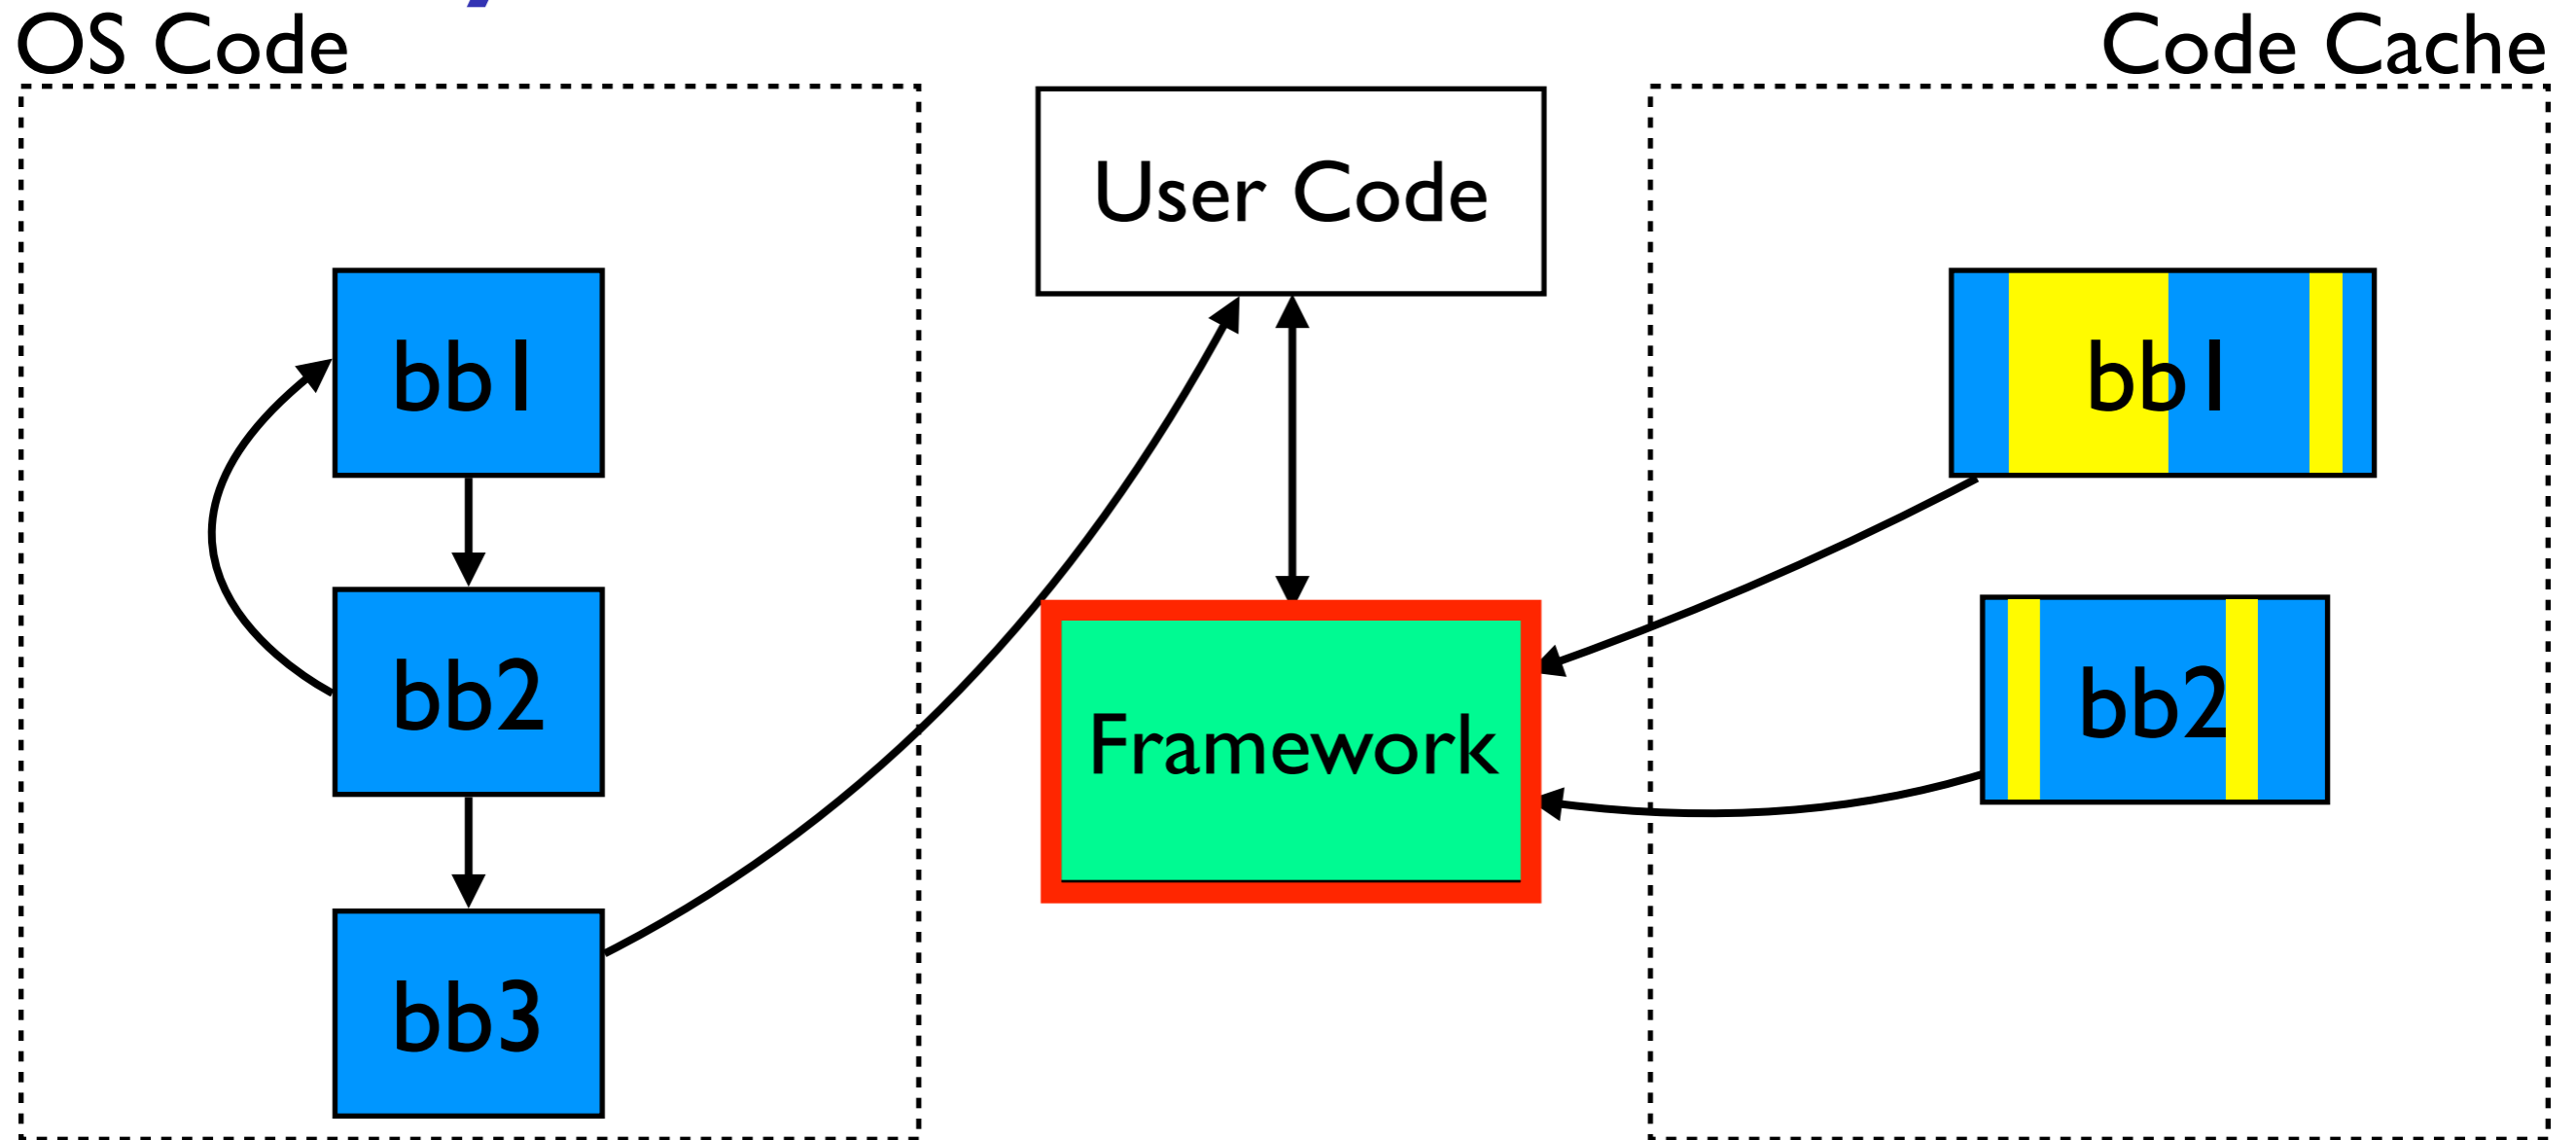 OS Code
Code Cache
User Code
bb1
bb1
bb2
bb2
Framework
bb3